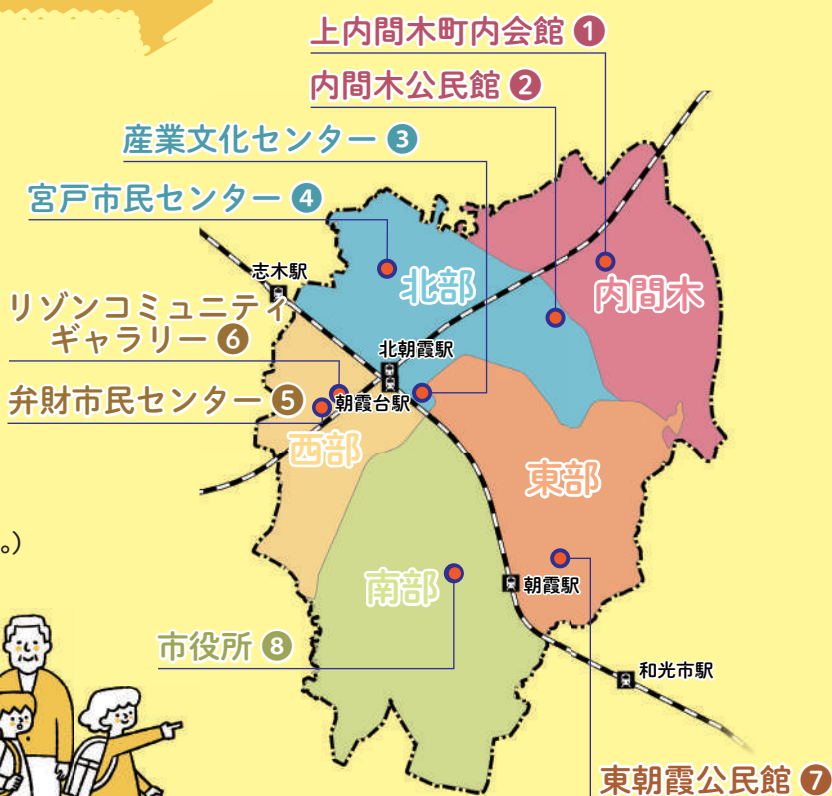 上内間木町内会館 ❶
内間木公民館 ❷
産業文化センター ❸
宮戸市民センター ❹
志木駅
北部
内間木
リゾンコミュニティ
ギャラリー ❻
北朝霞駅
弁財市民センター ❺
朝霞台駅
西部
東部
。)
南部
朝霞駅
市役所 ❽
和光市駅
東朝霞公民館 ❼